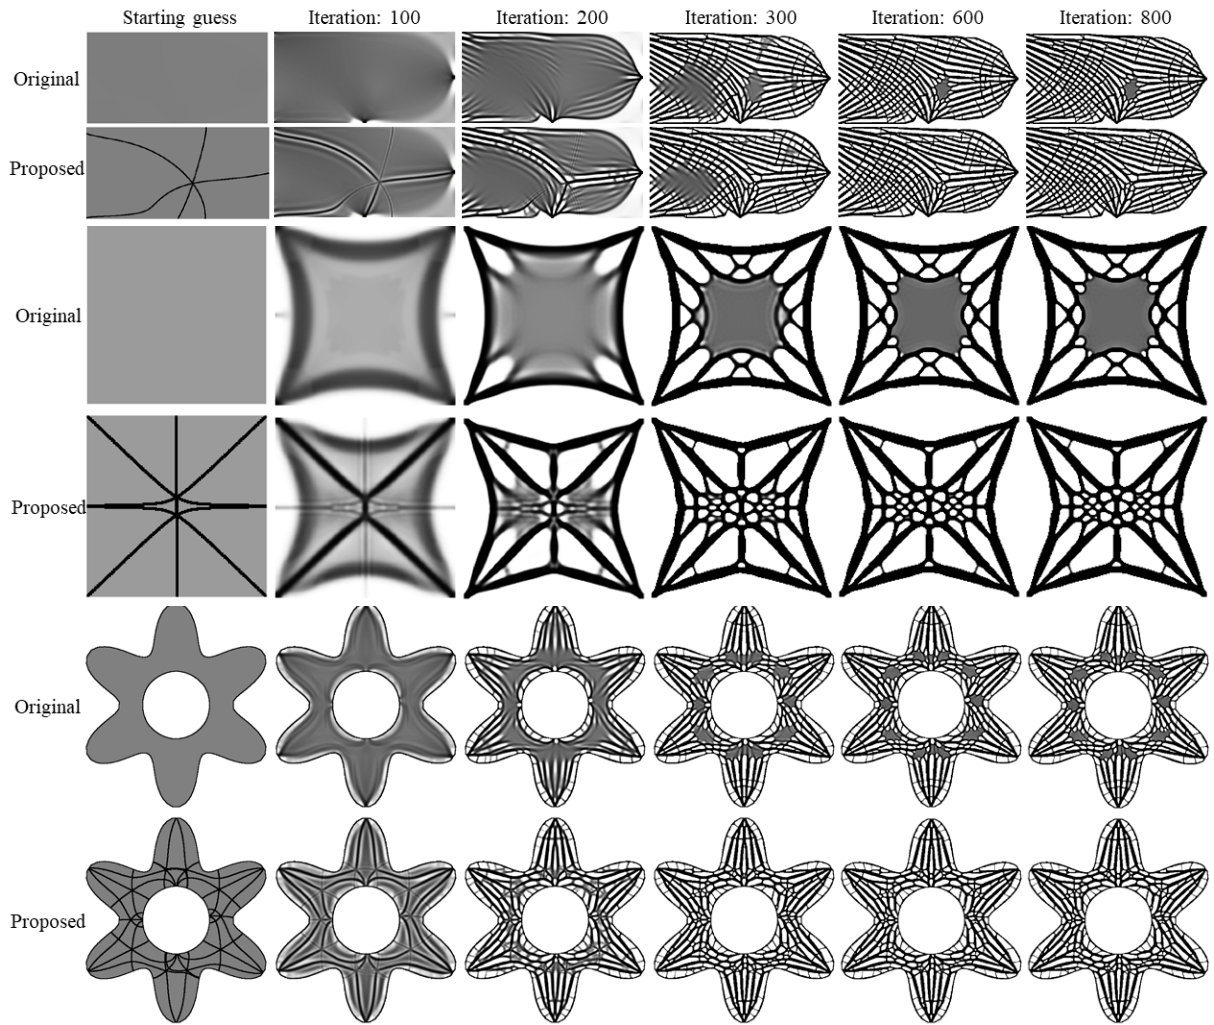 Starting guess Iteration: 100 Iteration: 200 Iteration: 300 Iteration: 600 Iteration: 800
Original
Proposed
Original
Proposed
Original
Proposed